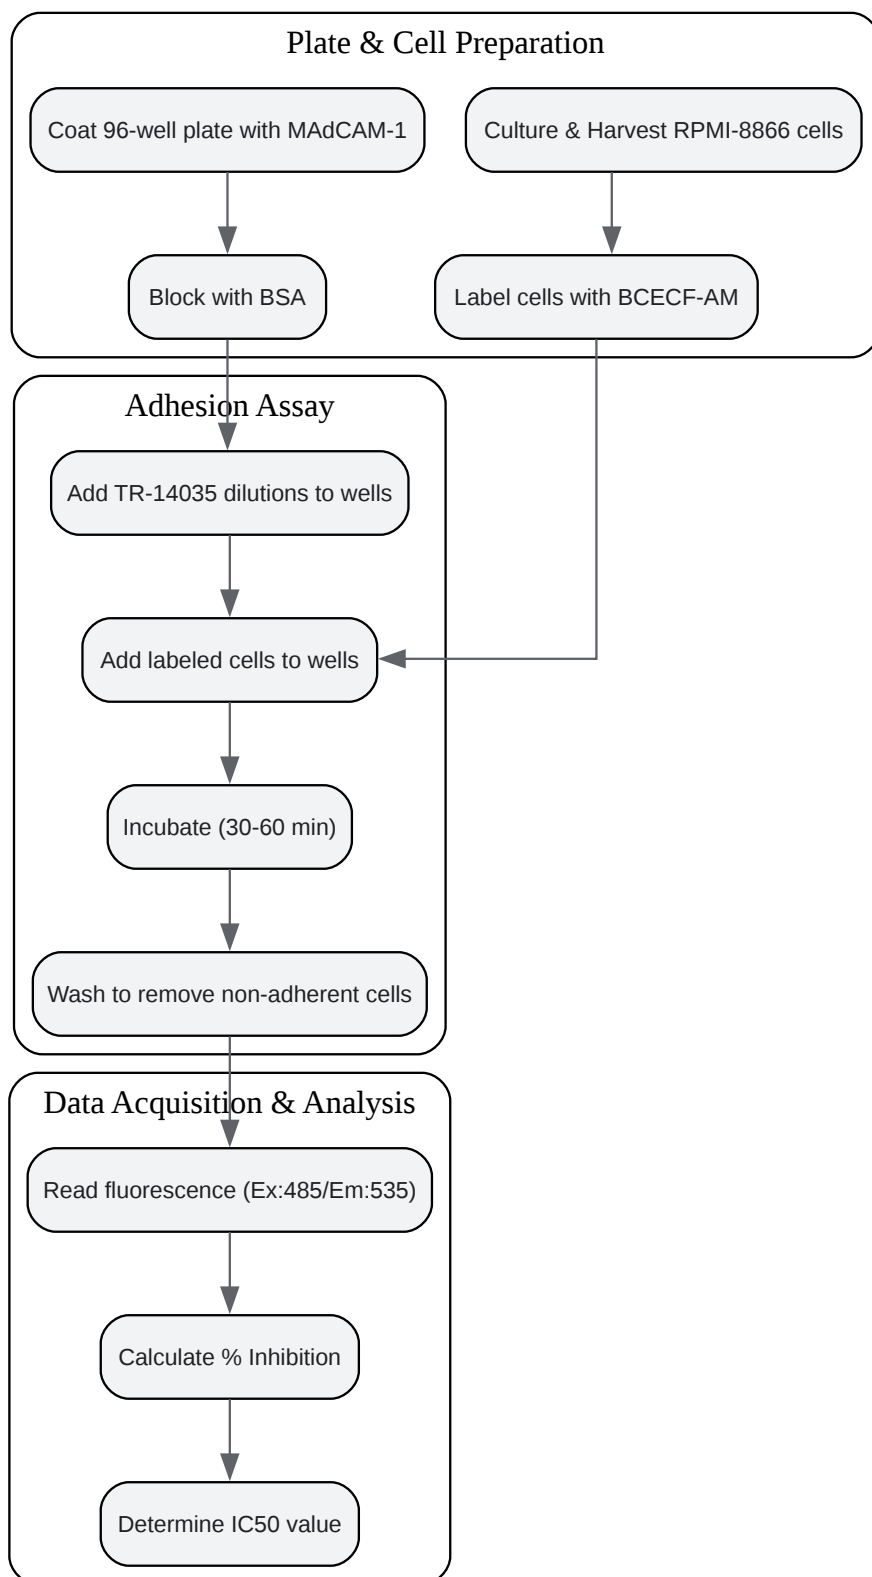 Plate & Cell Preparation
Coat 96-well plate with MAdCAM-1
Culture & Harvest RPMI-8866 cells
Block with BSA
Label cells with BCECF-AM
Adhesion Assay
Add TR-14035 dilutions to wells
Add labeled cells to wells
Incubate (30-60 min)
Wash to remove non-adherent cells
Data Acquisition & Analysis
Read fluorescence (Ex:485/Em:535)
Calculate % Inhibition
Determine IC50 value